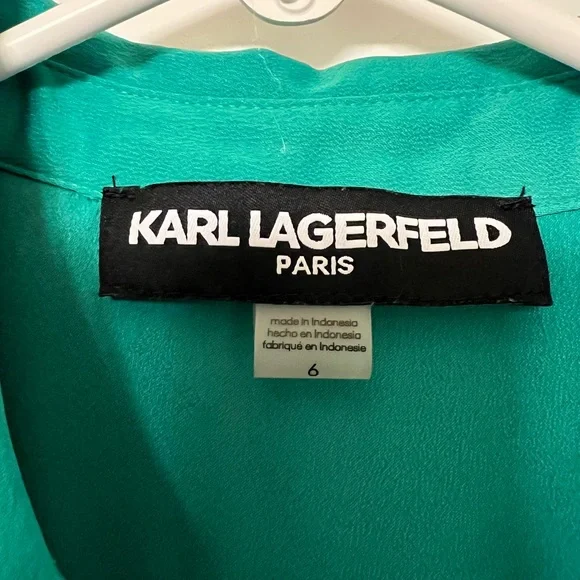 KARL LAGERFELD
PARIS
made in Indonesia
hecho en Indonesia
fabriqué en Indonesie
6